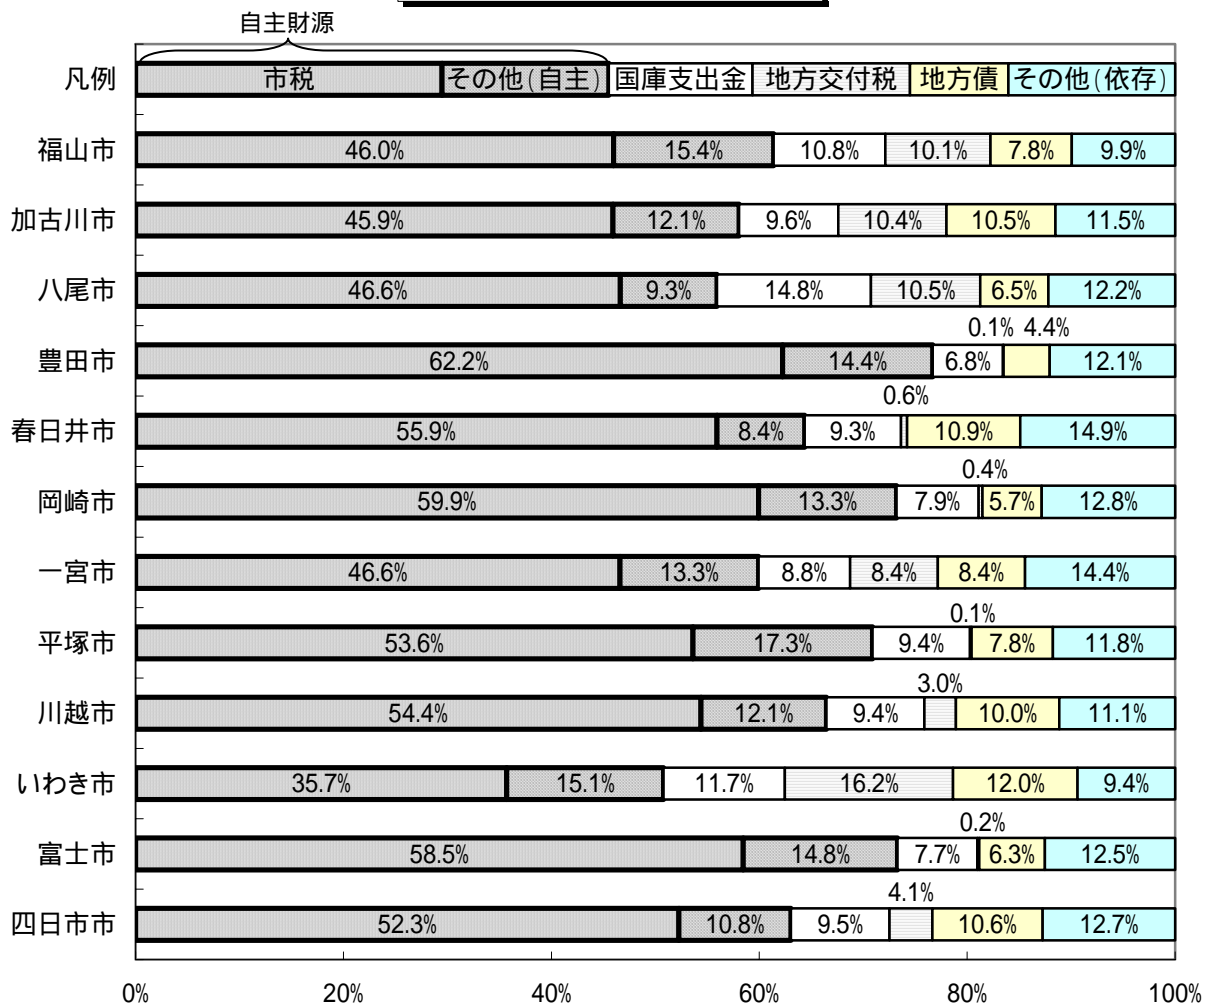 自主財源
凡例 市税 その他(自主) 国庫支出金 地方交付税 地方債 その他(依存)
福山市 46.0% 15.4% 10.8% 10.1% 7.8% 9.9%
加古川市 45.9% 12.1% 9.6% 10.4% 10.5% 11.5%
八尾市 46.6% 9.3% 14.8% 10.5% 6.5% 12.2%
0.1% 4.4%
豊田市 62.2% 14.4% 6.8% 12.1%
0.6%
春日井市 55.9% 8.4% 9.3% 10.9% 14.9%
0.4%
岡崎市 59.9% 13.3% 7.9% 5.7% 12.8%
一宮市 46.6% 13.3% 8.8% 8.4% 8.4% 14.4%
0.1%
平塚市 53.6% 17.3% 9.4% 7.8% 11.8%
3.0%
川越市 54.4% 12.1% 9.4% 10.0% 11.1%
いわき市 35.7% 15.1% 11.7% 16.2% 12.0% 9.4%
0.2%
富士市 58.5% 14.8% 7.7% 6.3% 12.5%
4.1%
四日市市 52.3% 10.8% 9.5% 10.6% 12.7%
0% 20% 40% 60% 80% 100%